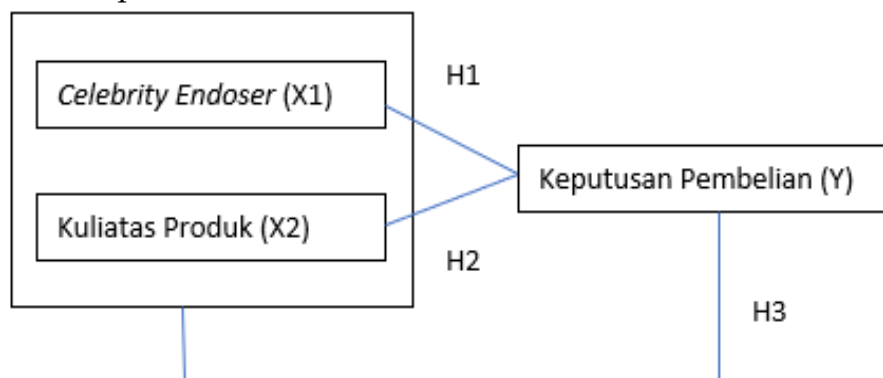 Celebrity Endoser (X1)
H1
Keputusan Pembelian (Y)
Kuliatas Produk (X2)
H2
H3